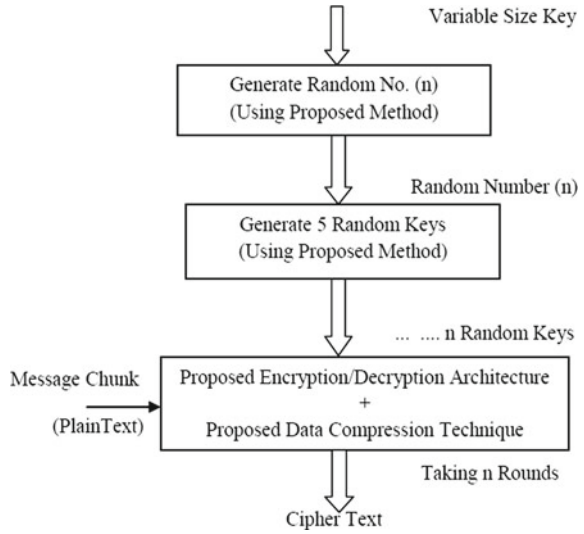 Variable Size Key
Generate Random No. (n)
(Using Proposed Method)
Random Number (n)
Generate 5 Random Keys
(Using Proposed Method)
... .... n Random Keys
Message Chunk
(PlainText)
Proposed Encryption/Decryption Architecture
+
Proposed Data Compression Technique
Taking n Rounds
Cipher Text